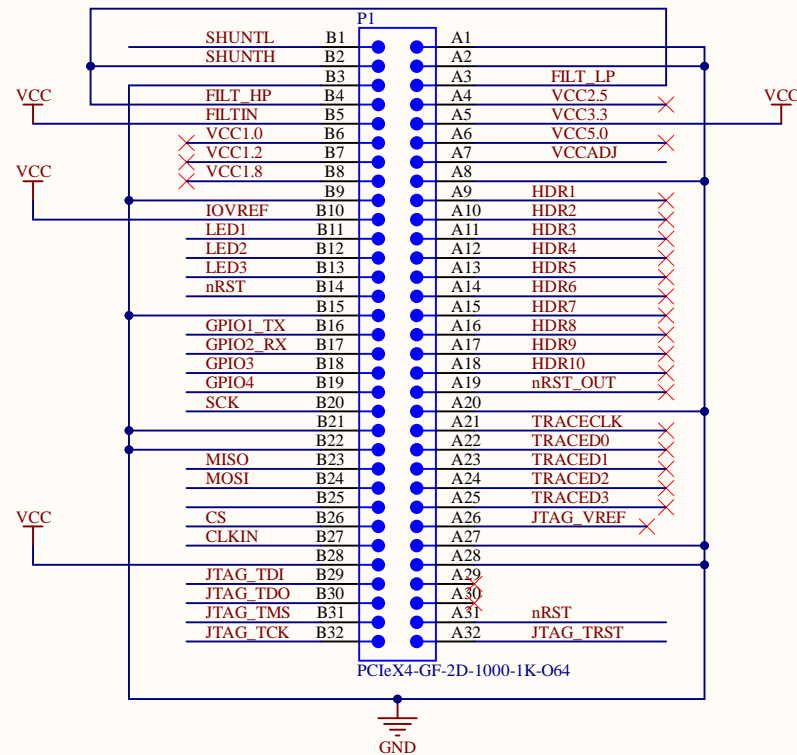 P1
SHUNTL B1 A1
SHUNTH B2 A2
B3 A3 FILT_LP
VCC FILT_HP B4 A4 VCC2.5 VCC
FILTIN B5 A5 VCC3.3
VCC1.0 B6 A6 VCC5.0
VCC1.2 B7 A7 VCCADJ
VCC VCC1.8 B8 A8
B9 A9 HDR1
IOVREF B10 A10 HDR2
LED1 B11 A11 HDR3
LED2 B12 A12 HDR4
LED3 B13 A13 HDR5
nRST B14 A14 HDR6
B15 A15 HDR7
GPIO1_TX B16 A16 HDR8
GPIO2_RX B17 A17 HDR9
GPIO3 B18 A18 HDR10
GPIO4 B19 A19 nRST_OUT
SCK B20 A20
B21 A21 TRACECLK
B22 A22 TRACED0
MISO B23 A23 TRACED1
MOSI B24 A24 TRACED2
B25 A25 TRACED3
VCC CS B26 A26 JTAG_VREF
CLKIN B27 A27
B28 A28
JTAG_TDI B29 A29
JTAG_TDO B30 A30
JTAG_TMS B31 A31 nRST
JTAG_TCK B32 A32 JTAG_TRST
PCIeX4-GF-2D-1000-1K-O64
GND